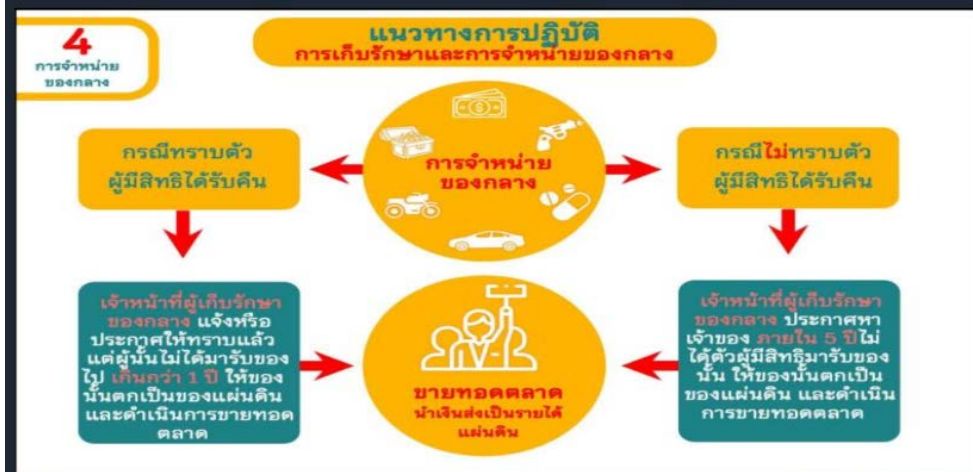 4
การจำหน่าย
ของกลาง
แนวทางการปฏิบัติ
การเก็บรักษาและการจำหน่ายของกลาง
กรณีทราบตัว
ผู้มีสิทธิได้รับคืน
การจำหน่าย
ของกลาง
กรณีไม่ทราบตัว
ผู้มีสิทธิได้รับคืน
เจ้าหน้าที่ผู้เก็บรักษา
ของกลาง แจ้งหรือ
ประกาศให้ทราบแล้ว
แต่ผู้นั้นไม่ได้มารับของ
ไป เกินกว่า 1 ปี ให้ของ
นั้นตกเป็นของแผ่นดิน
และดำเนินการขายทอด
ตลาด
ขายทอดตลาด
นำเงินส่งเป็นรายได้
แผ่นดิน
เจ้าหน้าที่ผู้เก็บรักษา
ของกลาง ประกาศหา
เจ้าของ ภายใน 5 ปีไม่
ได้ตัวผู้มีสิทธิมารับของ
นั้น ให้ของนั้นตกเป็น
ของแผ่นดิน และดำเนิน
การขายทอดตลาด